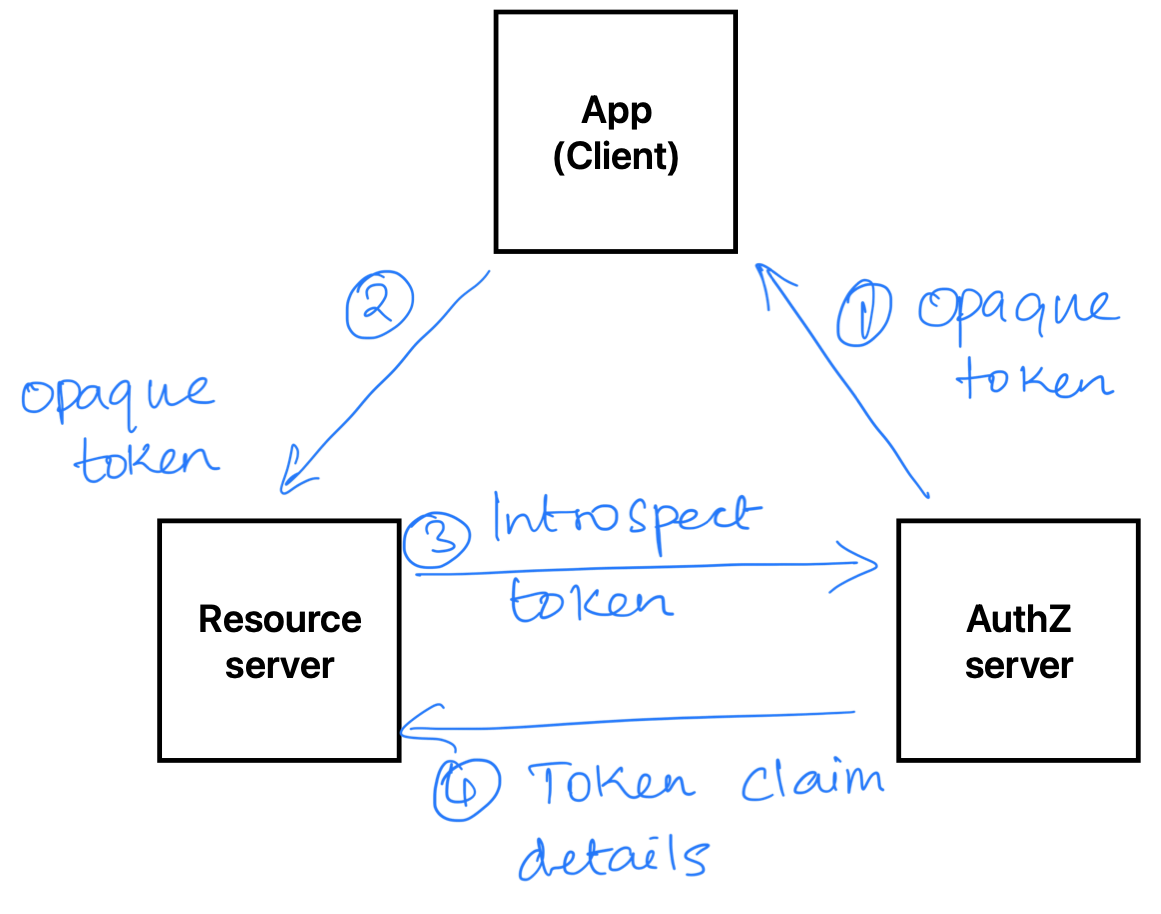 App
(Client)
②
① opaque
token
opaque
token
③ Introspect
token
Resource
server
AuthZ
server
④ Token claim
details